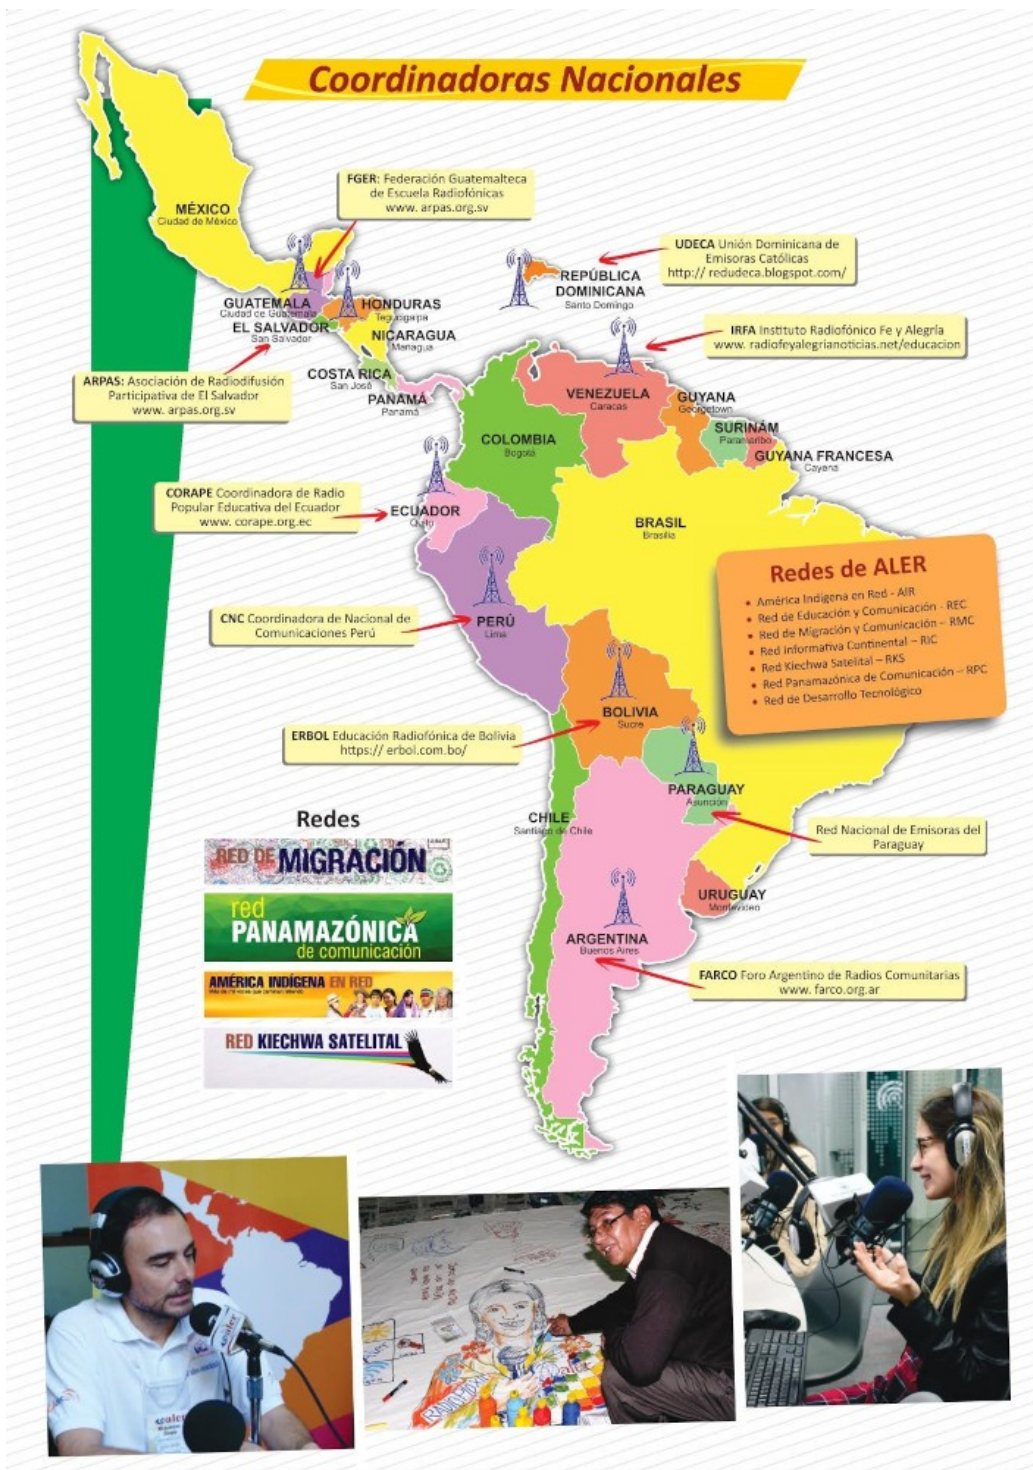 Coordinadoras Nacionales
FGER: Federación Guatemalteca
de Escuela Radiofónicas
www. arpas.org.sv
MÉXICO
Ciudad de México
UDECA Unión Dominicana de
Emisoras Católicas
http:// redudeca.blogspot.com/
REPÚBLICA
DOMINICANA
Santo Domingo
GUATEMALA
Ciudad de Guatemala
HONDURAS
Tegucigalpa
EL SALVADOR
San Salvador
NICARAGUA
Managua
IRFA Instituto Radiofónico Fe y Alegría
www. radiofeyalegrianoticias.net/educacion
COSTA RICA
San José
ARPAS: Asociación de Radiodifusión
Participativa de El Salvador
www. arpas.org.sv
PANAMÁ
Panamá
VENEZUELA
Caracas
GUYANA
Georgetown
SURINÁM
Paramaribo
GUYANA FRANCESA
Cayena
COLOMBIA
Bogotá
CORAPE Coordinadora de Radio
Popular Educativa del Ecuador
www. corape.org.ec
ECUADOR
Quito
BRASIL
Brasilia
Redes de ALER
• América Indígena en Red - AIR
• Red de Educación y Comunicación - REC
• Red de Migración y Comunicación – RMC
• Red Informativa Continental – RIC
• Red Kiechwa Satelital – RKS
• Red Panamazónica de Comunicación – RPC
• Red de Desarrollo Tecnológico
CNC Coordinadora de Nacional de
Comunicaciones Perú
PERÚ
Lima
BOLIVIA
Sucre
ERBOL Educación Radiofónica de Bolivia
https:// erbol.com.bo/
PARAGUAY
Asunción
Red Nacional de Emisoras del
Paraguay
CHILE
Santiago de Chile
URUGUAY
Montevideo
ARGENTINA
Buenos Aires
FARCO Foro Argentino de Radios Comunitarias
www. farco.org.ar
Redes
RED DE MIGRACIÓN
red
PANAMAZÓNICA
de comunicación
AMÉRICA INDÍGENA EN RED
RED KIECHWA SATELITAL
aler
aler